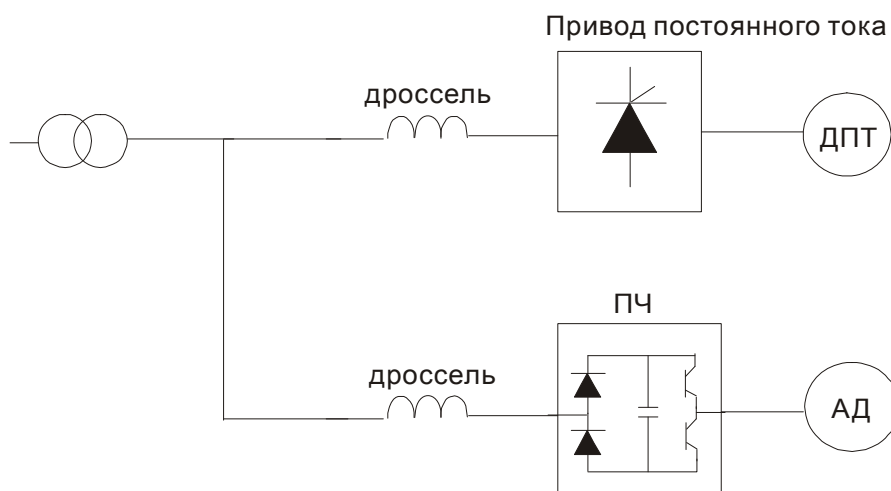 Привод постоянного тока
дроссель
ДПТ
ПЧ
дроссель
АД